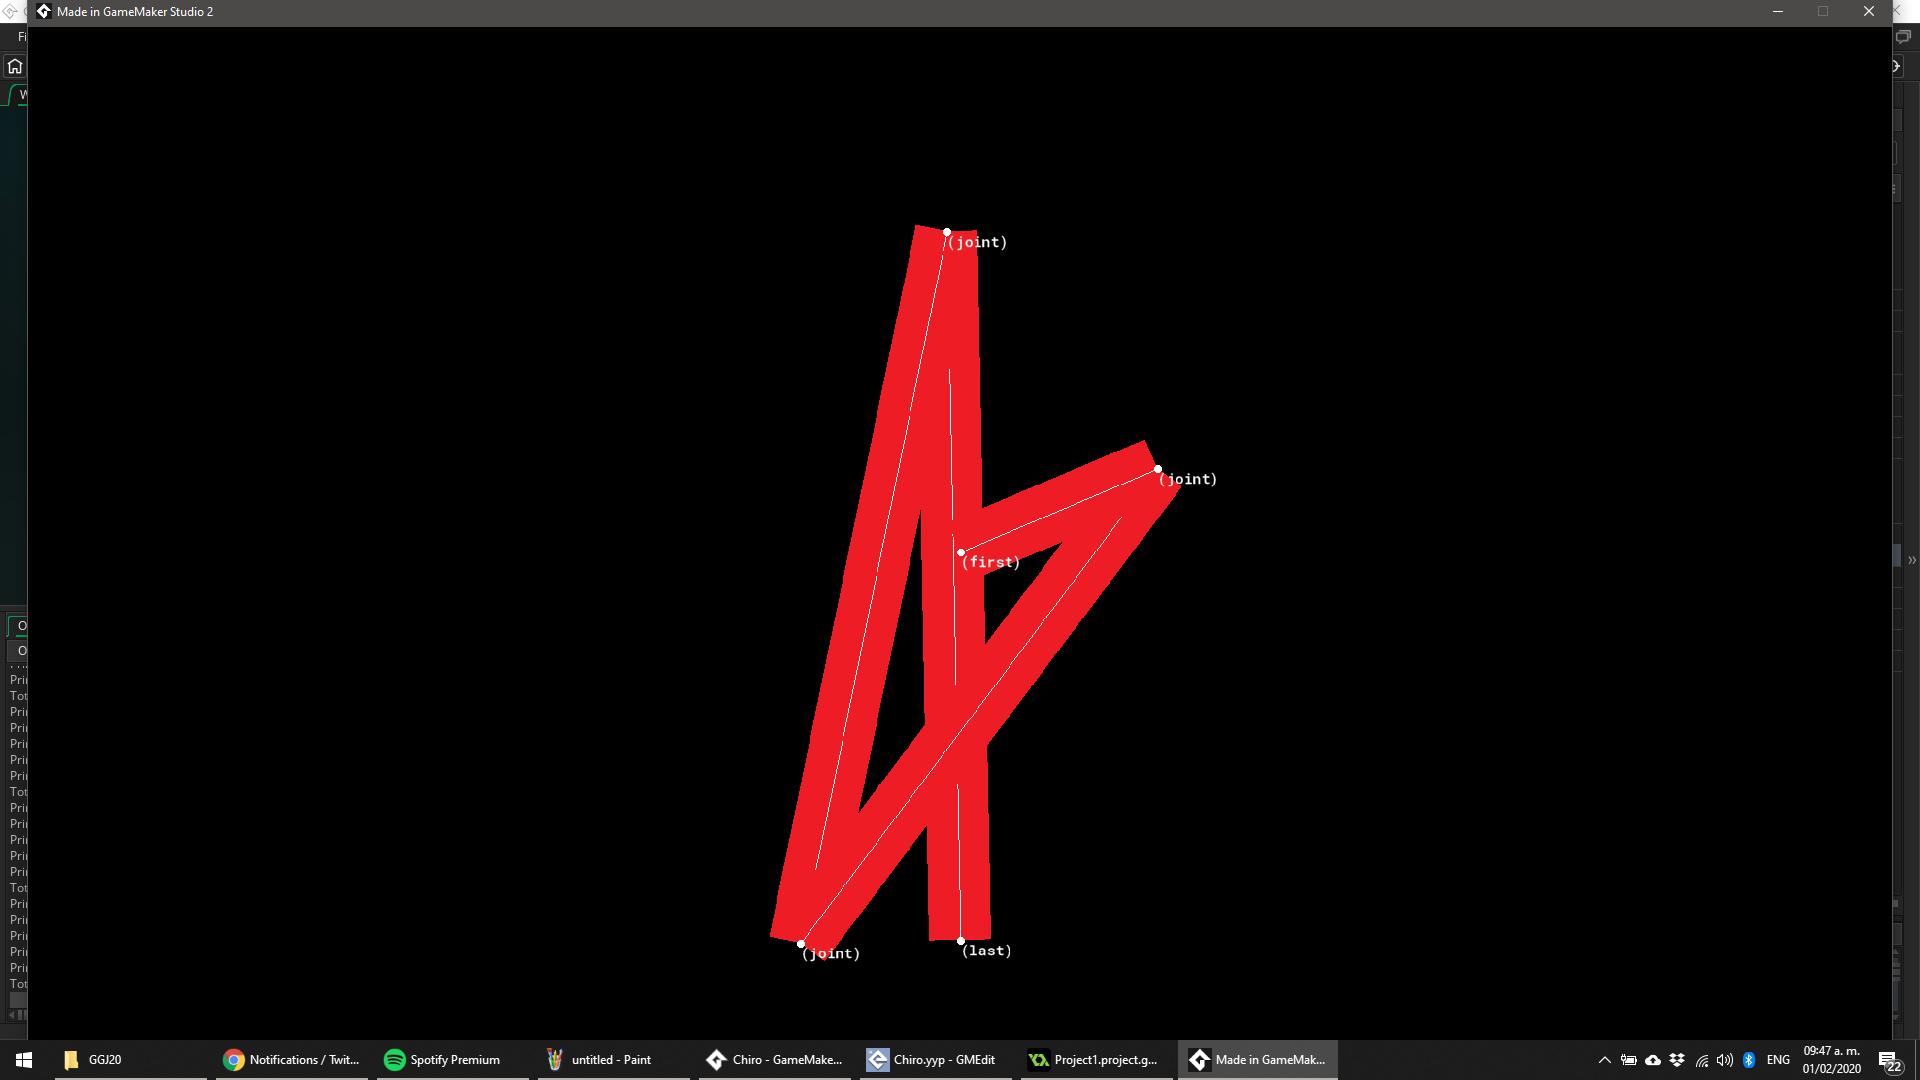 Made in GameMaker Studio 2
Fi
W
(joint)
(joint)
(first)
O
O
Pri
Tot
Pri
Pri
Pri
Pri
Pri
Tot
Pri
Pri
Pri
Pri
Pri
Tot
Pri
Pri
Pri
Pri
Pri
Tot
(joint)
(last)
GGJ20
Notifications / Twit...
Spotify Premium
untitled - Paint
Chiro - GameMake...
Chiro.yyp - GMEdit
Project1.project.g...
Made in GameMak...
ENG
09:47 a. m.
01/02/2020
22